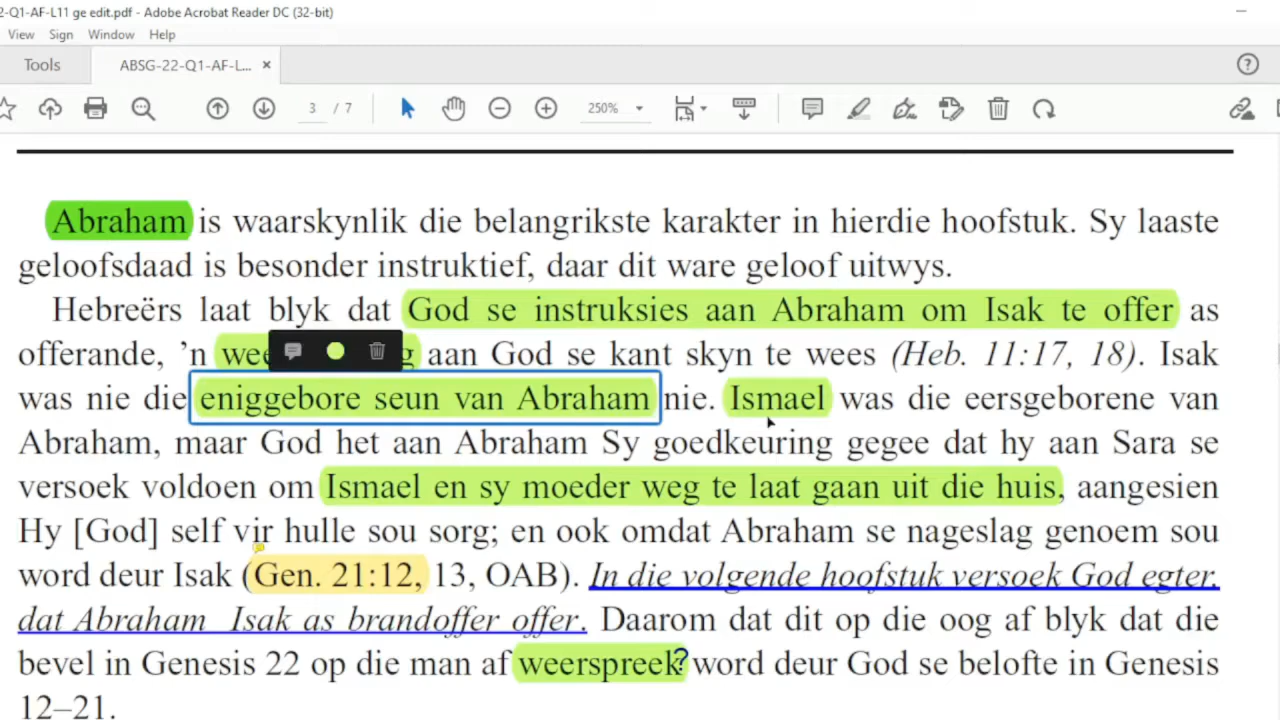 2-Q1-AF-L11 ge edit.pdf - Adobe Acrobat Reader DC (32-bit)
View Sign Window Help
Tools ABSG-22-Q1-AF-L... ×
3 / 7 250%
Abraham is waarskynlik die belangrikste karakter in hierdie hoofstuk. Sy laaste
geloofsdaad is besonder instruktief, daar dit ware geloof uitwys.
Hebreërs laat blyk dat God se instruksies aan Abraham om Isak te offer as
offerande, ’n aan God se kant skyn te wees (Heb. 11:17, 18). Isak
was nie die eniggebore seun van Abraham nie. Ismael was die eersgeborene van
Abraham, maar God het aan Abraham Sy goedkeuring gegee dat hy aan Sara se
versoek voldoen om Ismael en sy moeder weg te laat gaan uit die huis, aangesien
Hy [God] self vir hulle sou sorg; en ook omdat Abraham se nageslag genoem sou
word deur Isak (Gen. 21:12, 13, OAB). In die volgende hoofstuk versoek God egter,
dat Abraham Isak as brandoffer offer. Daarom dat dit op die oog af blyk dat die
bevel in Genesis 22 op die man af weerspreek? word deur God se belofte in Genesis
12–21.